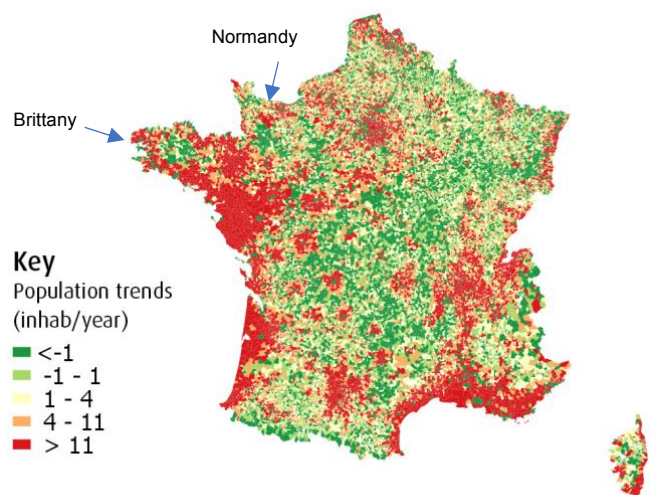 Normandy
Brittany
Key
Population trends
(inhab/year)
<-1
-1 - 1
1 - 4
4 - 11
> 11